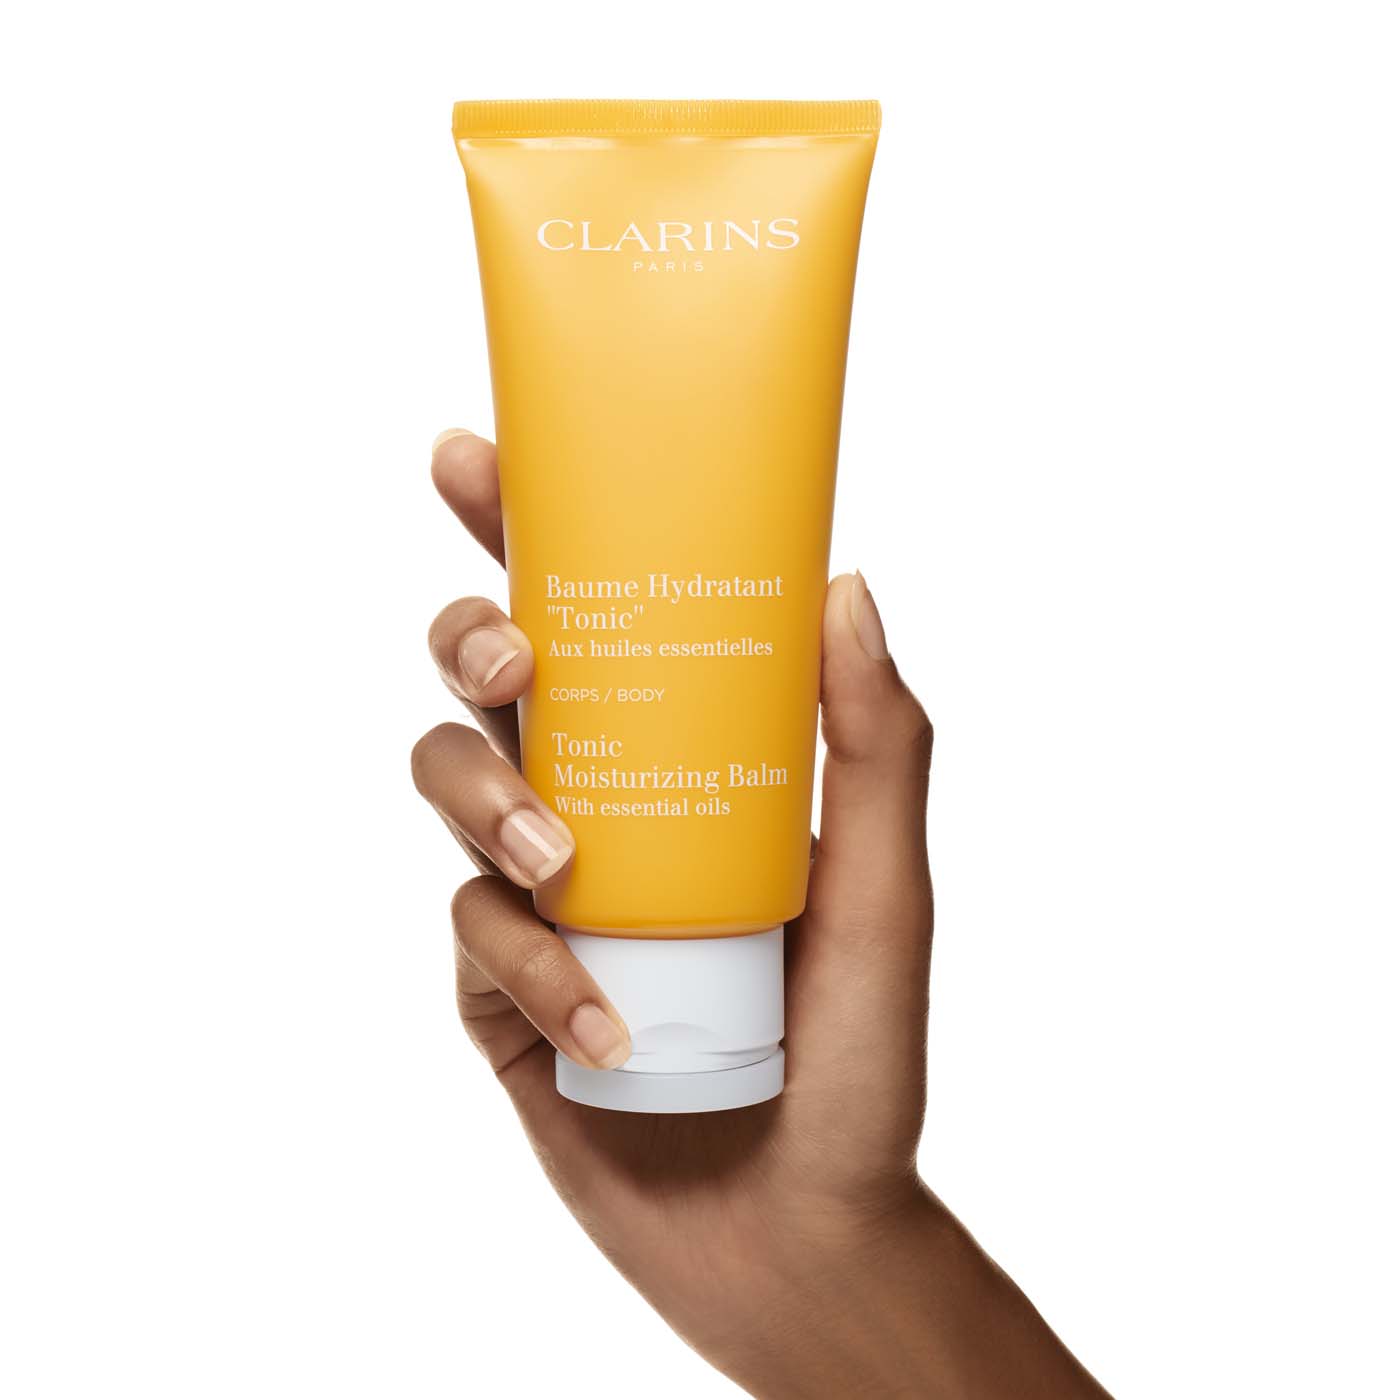 CLARINS
PARIS
Baume Hydratant
"Tonic"
Aux huiles essentielles
CORPS / BODY
Tonic
Moisturizing Balm
With essential oils